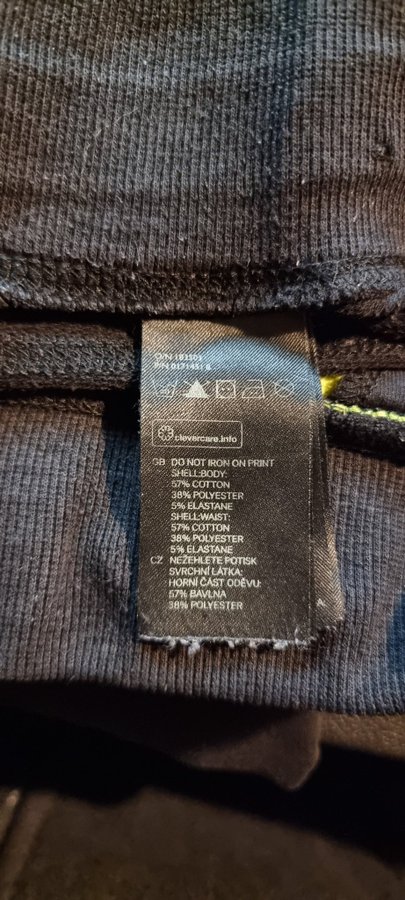 clevercare.info
GB DO NOT IRON ON PRINT
SHELL:BODY:
57% COTTON
38% POLYESTER
5% ELASTANE
SHELL:WAIST:
57% COTTON
38% POLYESTER
5% ELASTANE
CZ NEŽEHLETE POTISK
SVRCHNÍ LÁTKA:
HORNÍ ČÁST ODĚVU:
57% BAVLNA
38% POLYESTER